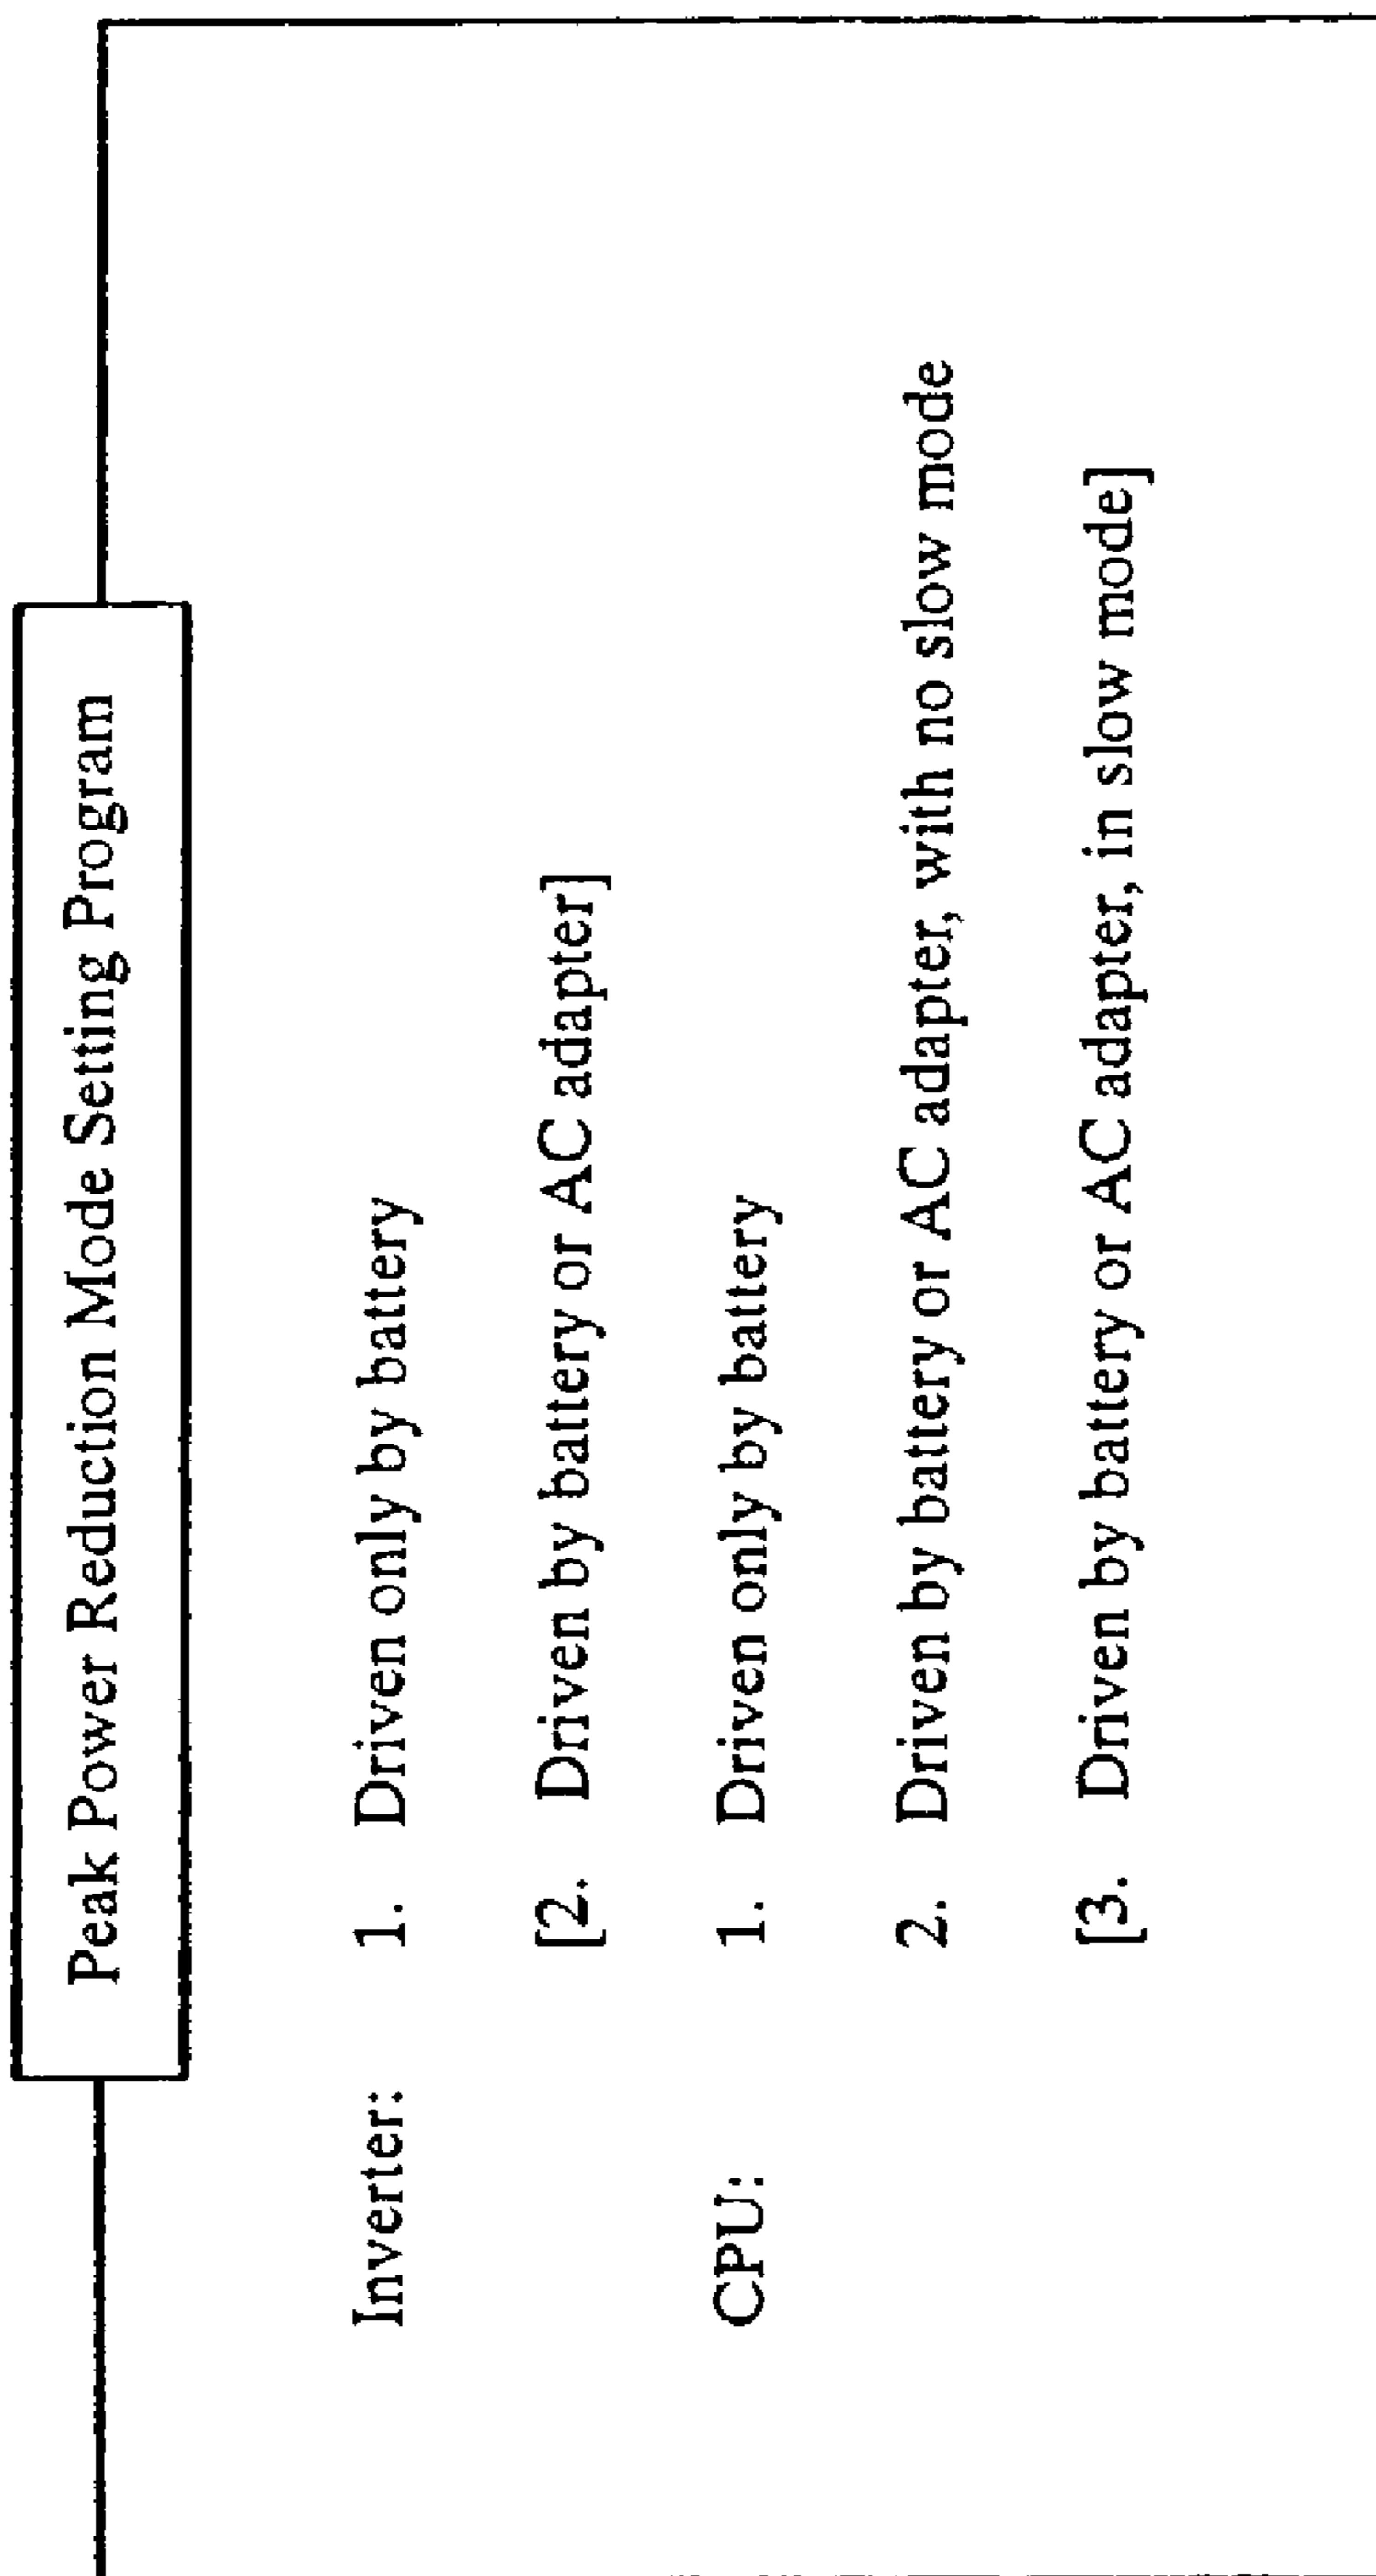 Peak Power Reduction Mode Setting Program
Inverter: 1. Driven only by battery
[2. Driven by battery or AC adapter]
CPU: 1. Driven only by battery
2. Driven by battery or AC adapter, with no slow mode
[3. Driven by battery or AC adapter, in slow mode]